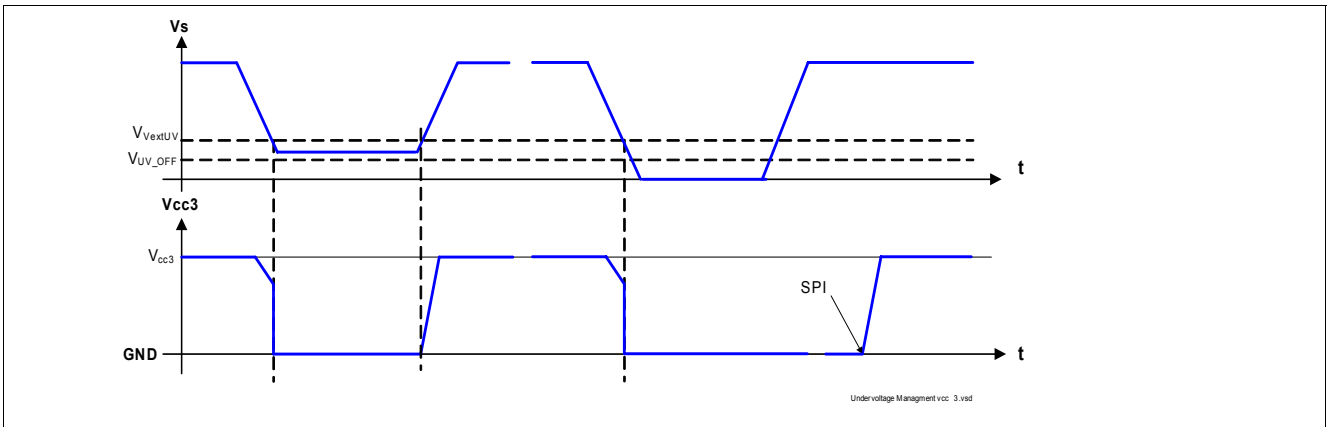 Vs
VVextUV
VUV_OFF
t
Vcc3
Vcc3
SPI
GND
t
Undervoltage Managment vcc 3.vsd